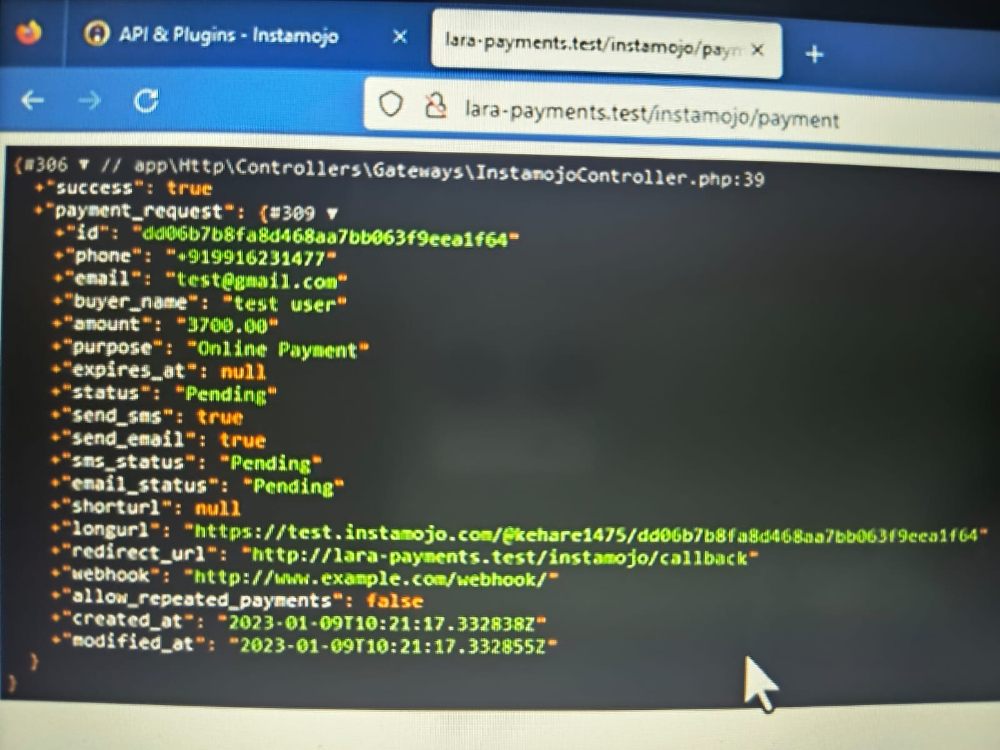 API & Plugins - Instamojo
lara-payments.test/instamojo/paym
lara-payments.test/instamojo/payment
{#306 ▼ // app\Http\Controllers\Gateways\InstamojoController.php:39
+"success": true
+"payment_request": {#309 ▼
+"id": "dd06b7b8fa8d468aa7bb063f9eea1f64"
+"phone": "+919916231477"
+"email": "test@gmail.com"
+"buyer_name": "test user"
+"amount": "3700.00"
+"purpose": "Online Payment"
+"expires_at": null
+"status": "Pending"
+"send_sms": true
+"send_email": true
+"sms_status": "Pending"
+"email_status": "Pending"
+"shorturl": null
+"longurl": "https://test.instamojo.com/@kehare1475/dd06b7b8fa8d468aa7bb063f9eea1f64"
+"redirect_url": "http://lara-payments.test/instamojo/callback"
+"webhook": "http://www.example.com/webhook/"
+"allow_repeated_payments": false
+"created_at": "2023-01-09T10:21:17.332838Z"
+"modified_at": "2023-01-09T10:21:17.332855Z"
}
}